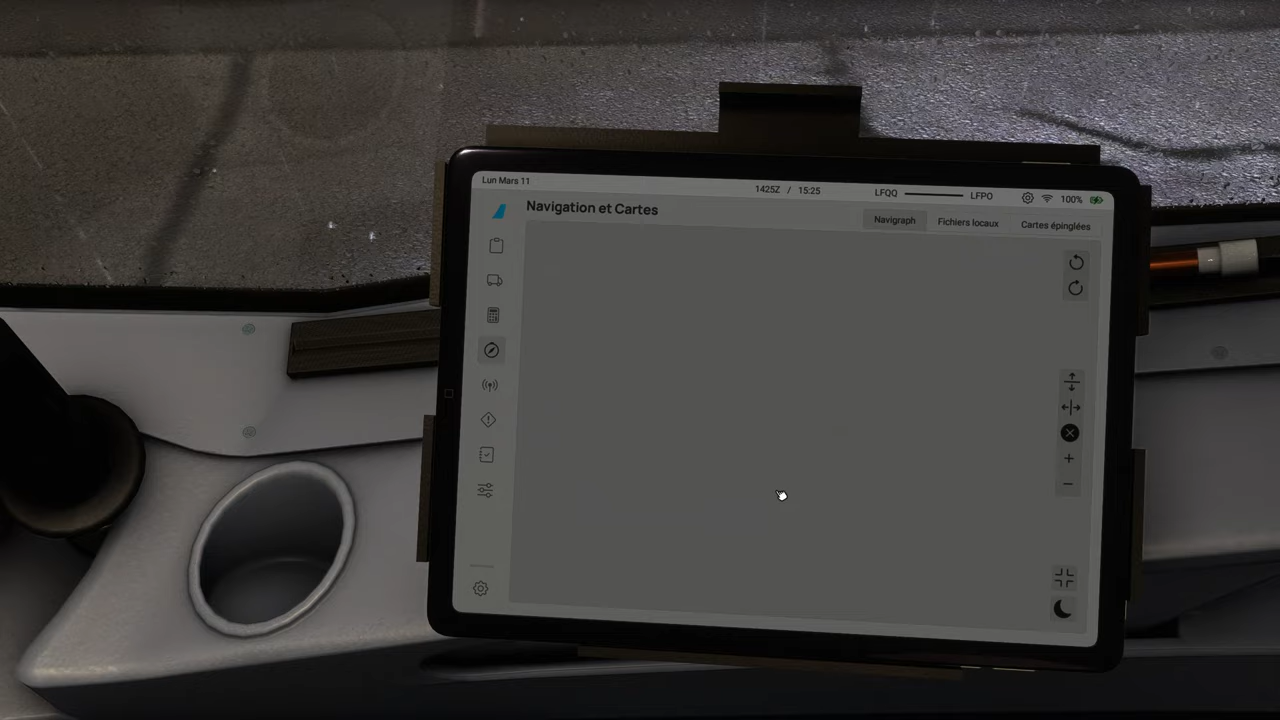 Lun Mars 11
1425Z / 15:25
LFQQ LFPO
100%
Navigation et Cartes
Navigraph
Fichiers locaux
Cartes épinglées